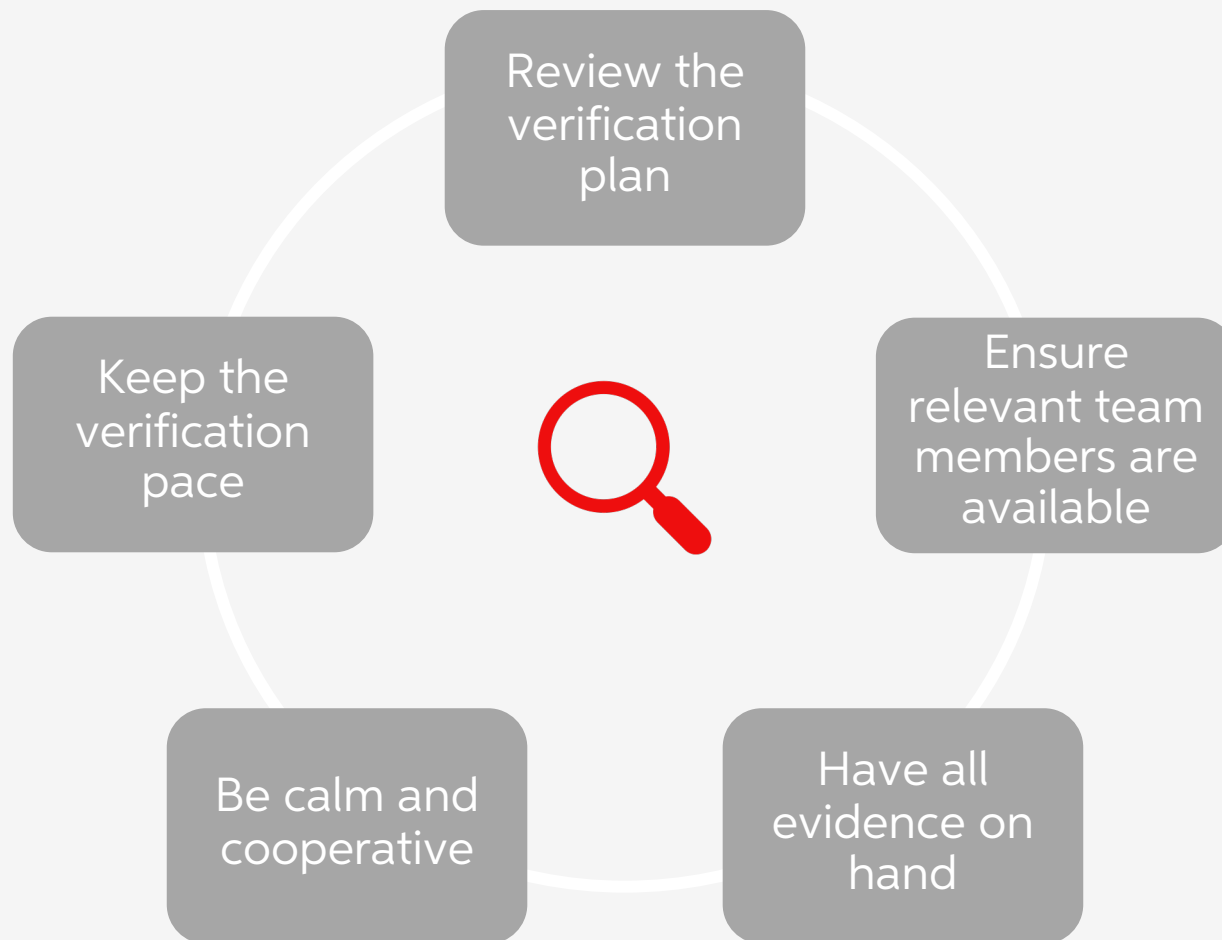 Review the
verification
plan
Ensure
relevant team
members are
available
Have all
evidence on
hand
Be calm and
cooperative
Keep the
verification
pace